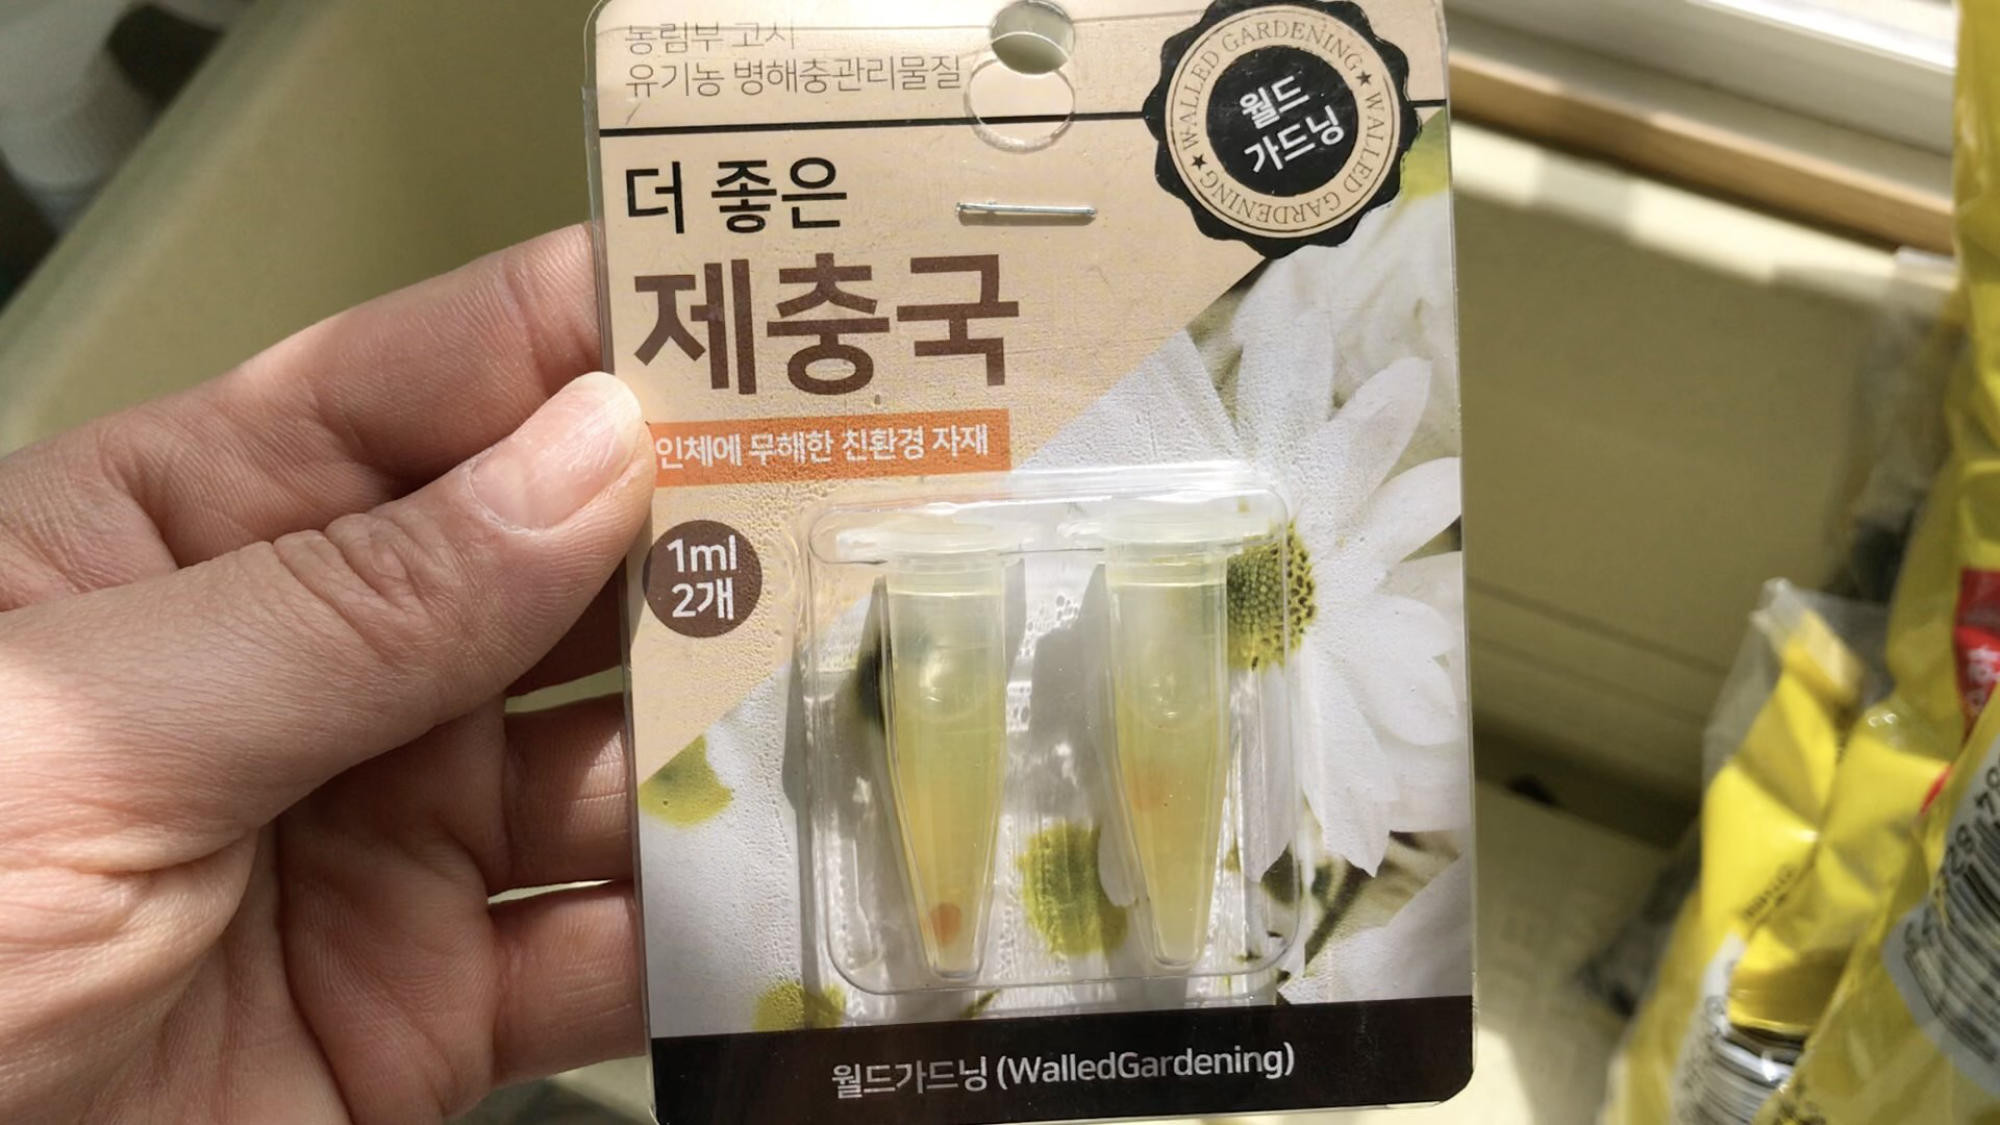 농림부 고시
유기농 병해충관리물질
WALLED GARDENING ★ WALLED GARDENING ★
월드
가드닝
더 좋은
제충국
인체에 무해한 친환경 자재
1ml
2개
월드가드닝 (WalledGardening)